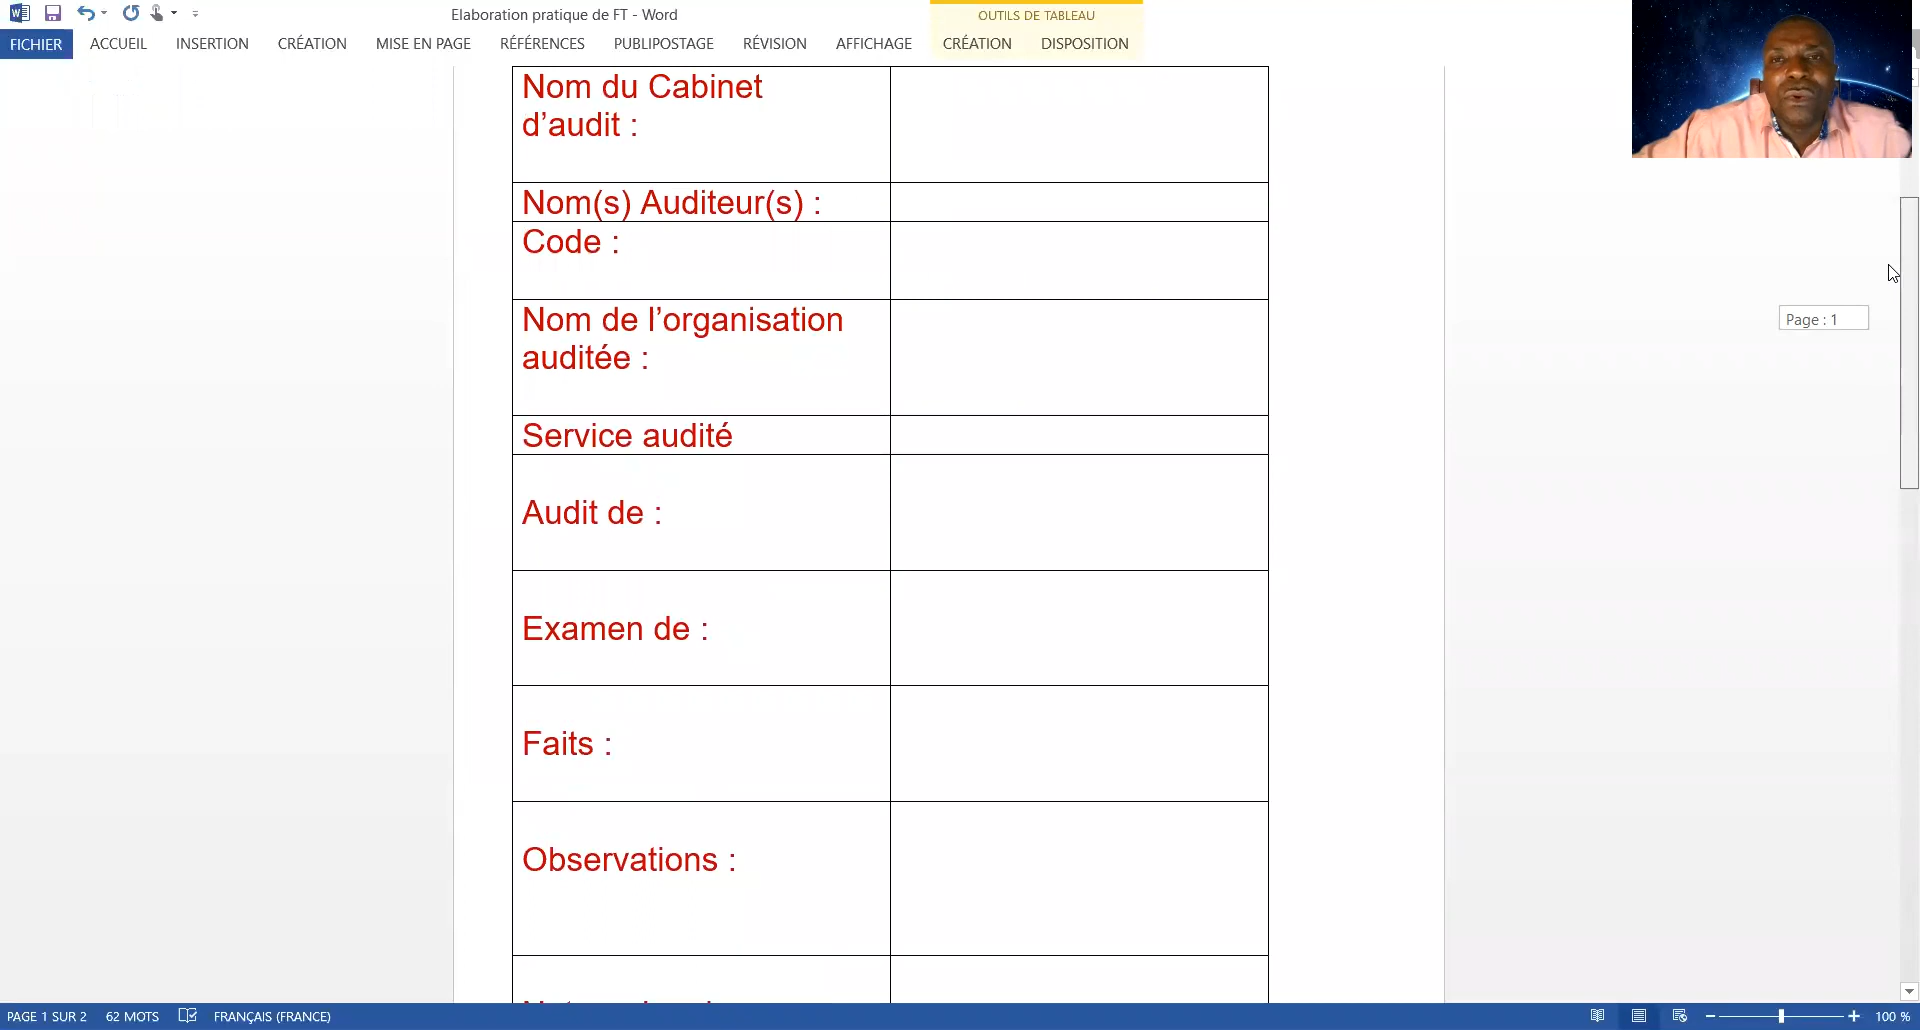 Elaboration pratique de FT - Word
OUTILS DE TABLEAU
FICHIER ACCUEIL INSERTION CRÉATION MISE EN PAGE RÉFÉRENCES PUBLIPOSTAGE RÉVISION AFFICHAGE CRÉATION DISPOSITION
Nom du Cabinet
d’audit :
Nom(s) Auditeur(s) :
Code :
Nom de l’organisation
auditée :
Service audité
Audit de :
Examen de :
Faits :
Observations :
Page : 1
PAGE 1 SUR 2 62 MOTS FRANÇAIS (FRANCE) 100 %